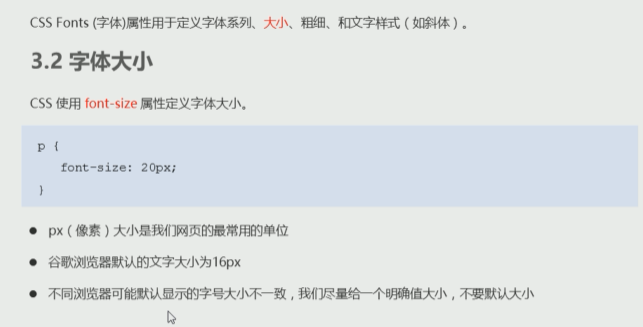 CSS Fonts (字体)属性用于定义字体系列、大小、粗细、和文字样式（如斜体）。
3.2 字体大小
CSS 使用 font-size 属性定义字体大小。
p {
font-size: 20px;
}
● px（像素）大小是我们网页的最常用的单位
● 谷歌浏览器默认的文字大小为16px
● 不同浏览器可能默认显示的字号大小不一致，我们尽量给一个明确值大小，不要默认大小